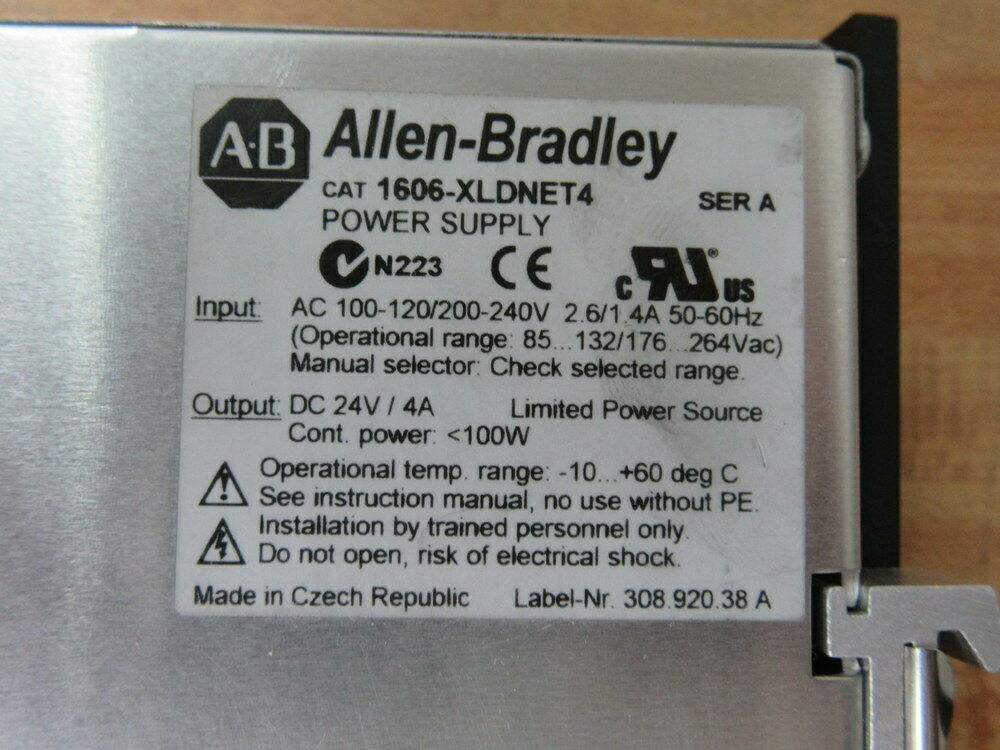 A·B Allen-Bradley
CAT 1606-XLDNET4 SER A
POWER SUPPLY
N223 CE c RU ® US
Input: AC 100-120/200-240V 2.6/1.4A 50-60Hz
(Operational range: 85...132/176...264Vac)
Manual selector: Check selected range.
Output: DC 24V / 4A Limited Power Source
Cont. power: <100W
Operational temp. range: -10...+60 deg C
See instruction manual, no use without PE.
Installation by trained personnel only.
Do not open, risk of electrical shock.
Made in Czech Republic Label-Nr. 308.920.38 A